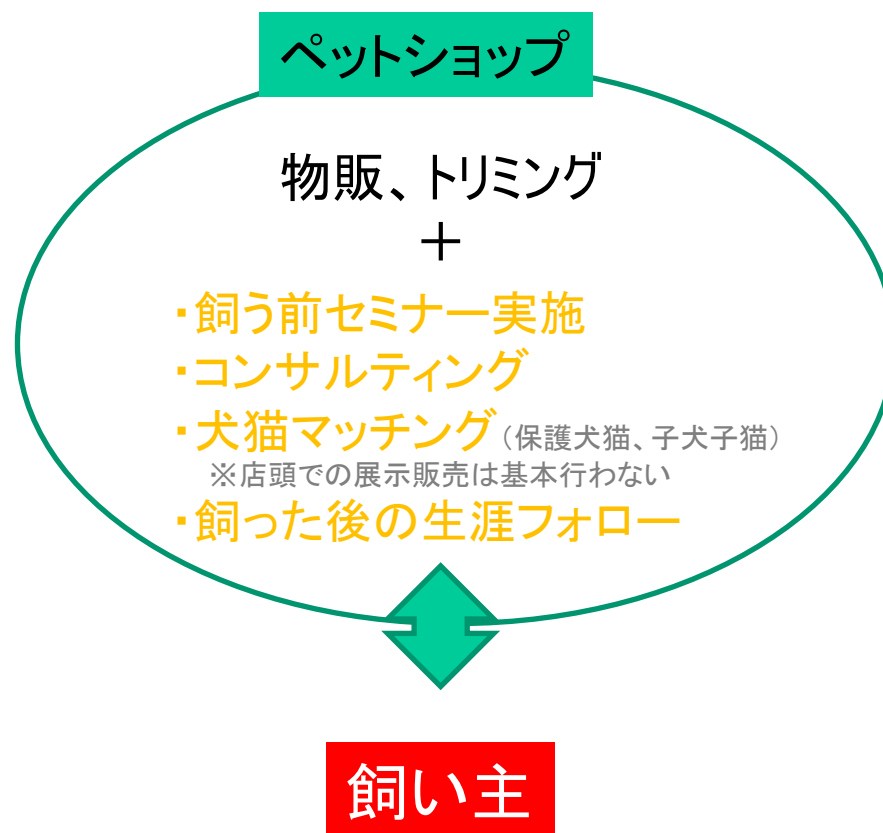 ペットショップ
物販、トリミング
＋
・飼う前セミナー実施
・コンサルティング
・犬猫マッチング（保護犬猫、子犬子猫）
※店頭での展示販売は基本行わない
・飼った後の生涯フォロー
飼い主